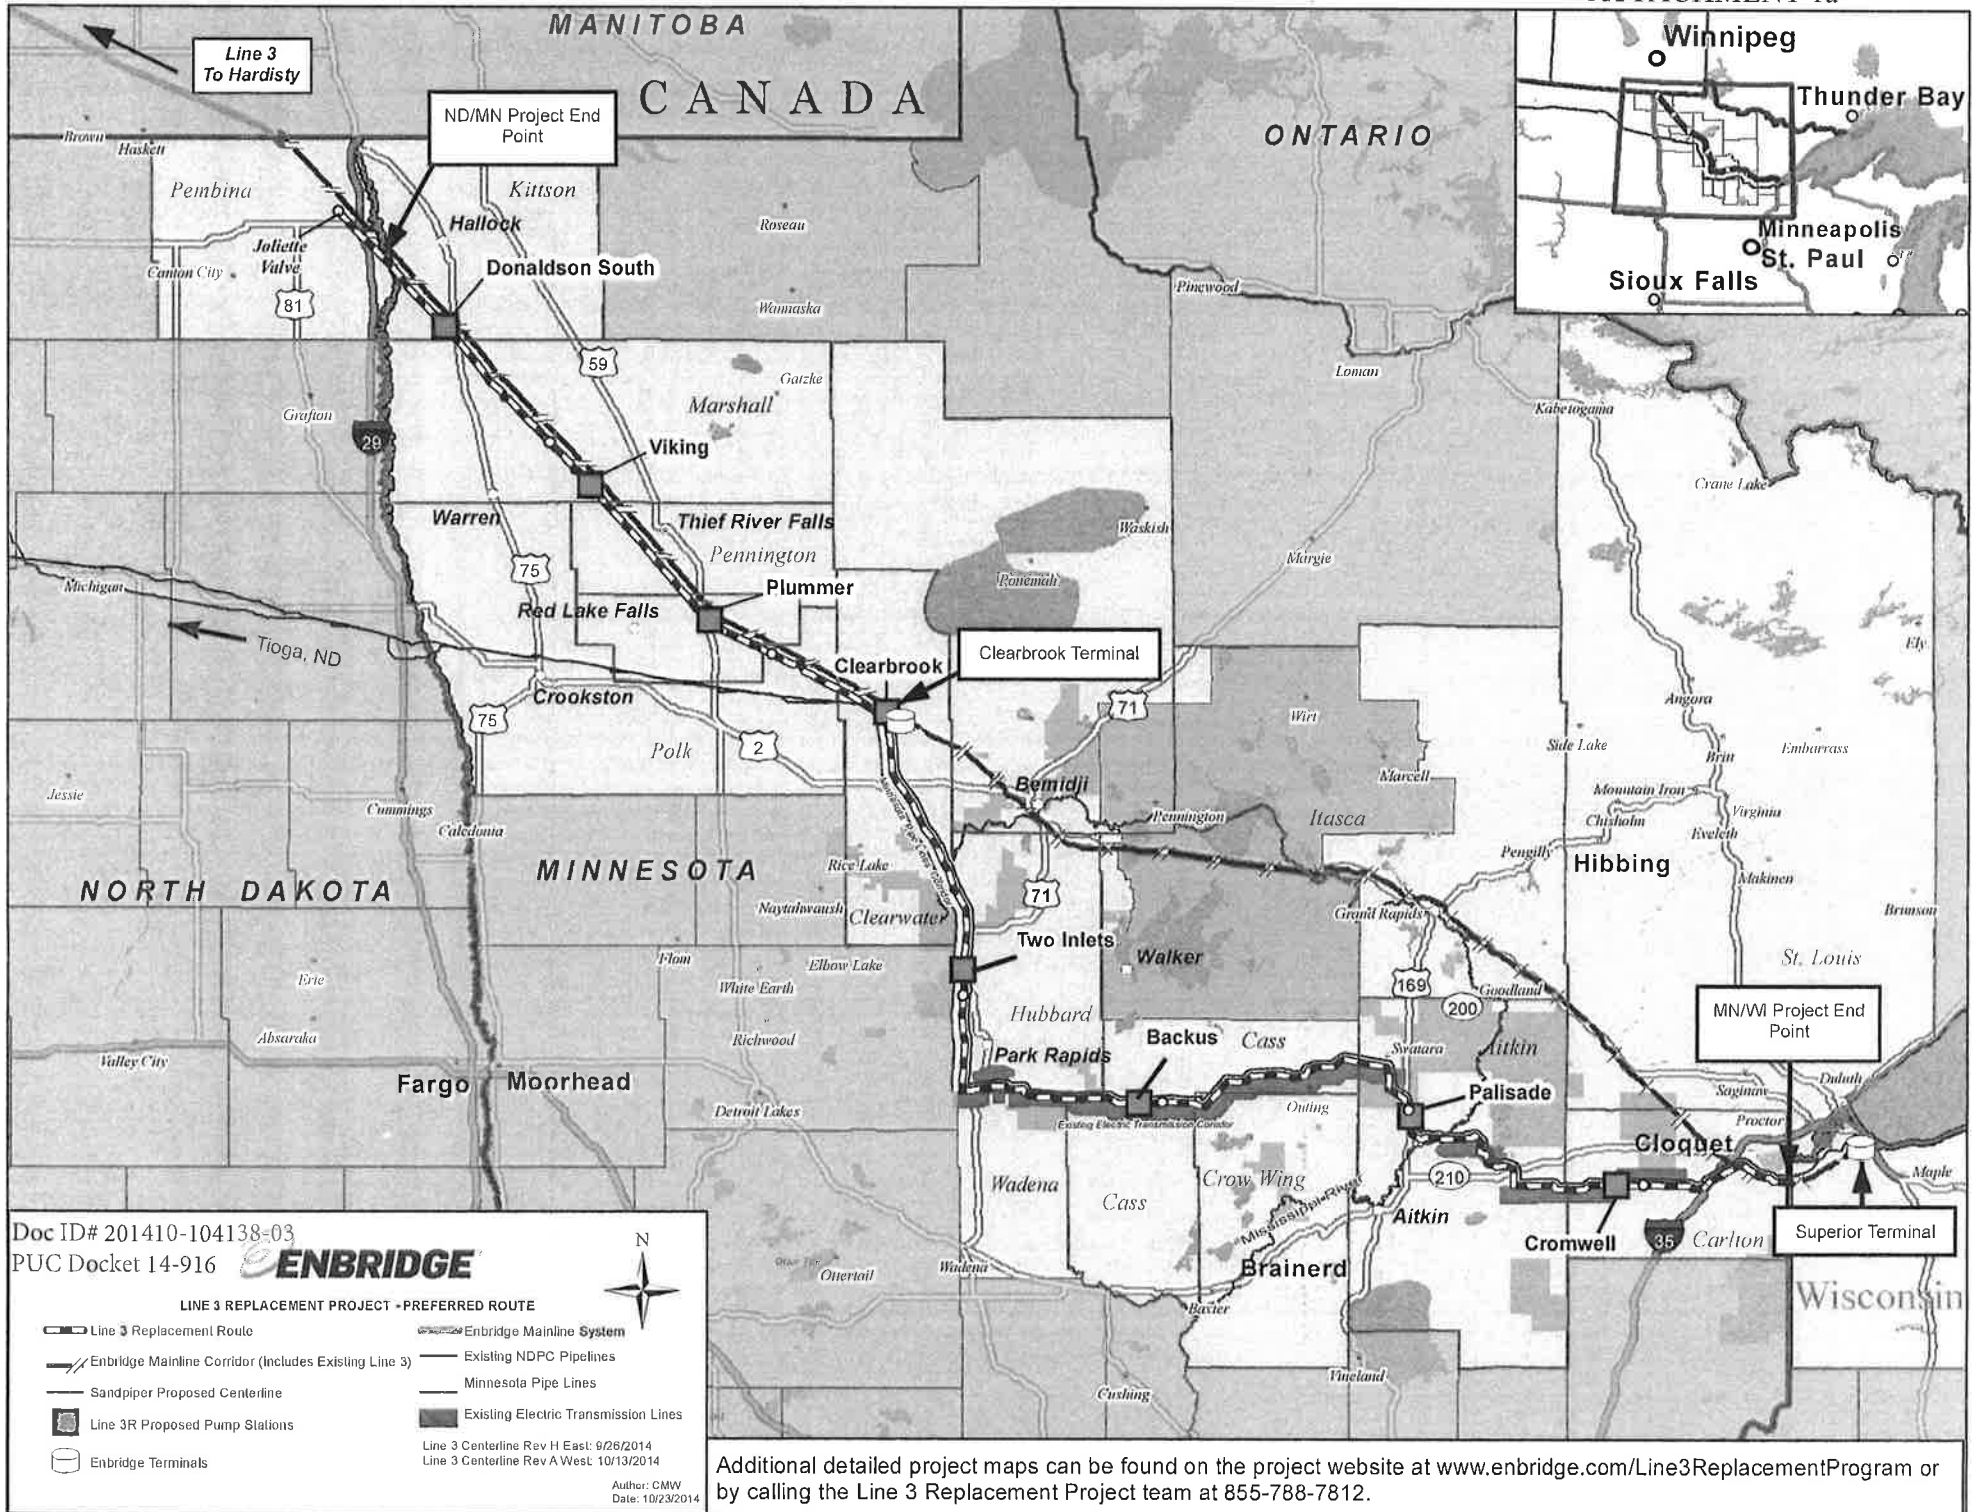 MANITOBA
CANADA
ONTARIO
Line 3
To Hardisty
ND/MN Project End
Point
Winnipeg
Thunder Bay
Minneapolis
St. Paul
Sioux Falls
Brown
Haskett
Pembina
Kittson
Hallock
Roseau
Joliette
Valve
Canton City
81
Donaldson South
Wannaska
Pinewood
59
Gatzke
Marshall
Loman
Kabetogama
Grafton
29
Viking
Crane Lake
Warren
Thief River Falls
Pennington
Waskish
Margie
75
Ponemah
Michigan
Plummer
Red Lake Falls
Tioga, ND
Clearbrook
Clearbrook Terminal
Ely
Crookston
75
71
Angora
Wirt
Polk
2
Side Lake
Britt
Embarrass
Jessie
Bemidji
Marcell
Mountain Iron
Cummings
Caledonia
Pennington
Itasca
Chisholm
Virginia
Eveleth
MINNESOTA
Rice Lake
Pengilly
Hibbing
NORTH DAKOTA
71
Makinen
Naytahwaush
Clearwater
Grand Rapids
Brimson
Two Inlets
Flom
Elbow Lake
Walker
St. Louis
Erie
White Earth
169
Goodland
Hubbard
200
MN/WI Project End
Point
Absaraka
Richwood
Backus
Cass
Swatara
Aitkin
Valley City
Park Rapids
Fargo
Moorhead
Palisade
Saginaw
Duluth
Detroit Lakes
Outing
Existing Electric Transmission Corridor
Proctor
Cloquet
Wadena
Cass
Crow Wing
210
Maple
Mississippi River
Aitkin
Cromwell
35
Carlton
Superior Terminal
Wadena
Ottertail
Brainerd
Baxter
Wisconsin
Vineland
Cushing
Doc ID# 201410-104138-03
PUC Docket 14-916
ENBRIDGE
N
LINE 3 REPLACEMENT PROJECT - PREFERRED ROUTE
Line 3 Replacement Route
Enbridge Mainline System
Enbridge Mainline Corridor (Includes Existing Line 3)
Existing NDPC Pipelines
Sandpiper Proposed Centerline
Minnesota Pipe Lines
Line 3R Proposed Pump Stations
Existing Electric Transmission Lines
Enbridge Terminals
Line 3 Centerline Rev H East: 9/26/2014
Line 3 Centerline Rev A West: 10/13/2014
Author: CMW
Date: 10/23/2014
Additional detailed project maps can be found on the project website at www.enbridge.com/Line3ReplacementProgram or
by calling the Line 3 Replacement Project team at 855-788-7812.